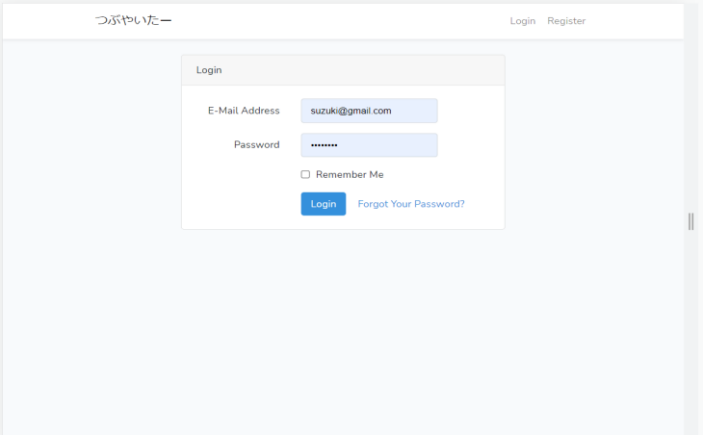 つぶやいたー Login Register
Login
E-Mail Address suzuki@gmail.com
Password ••••••••
Remember Me
Login Forgot Your Password?